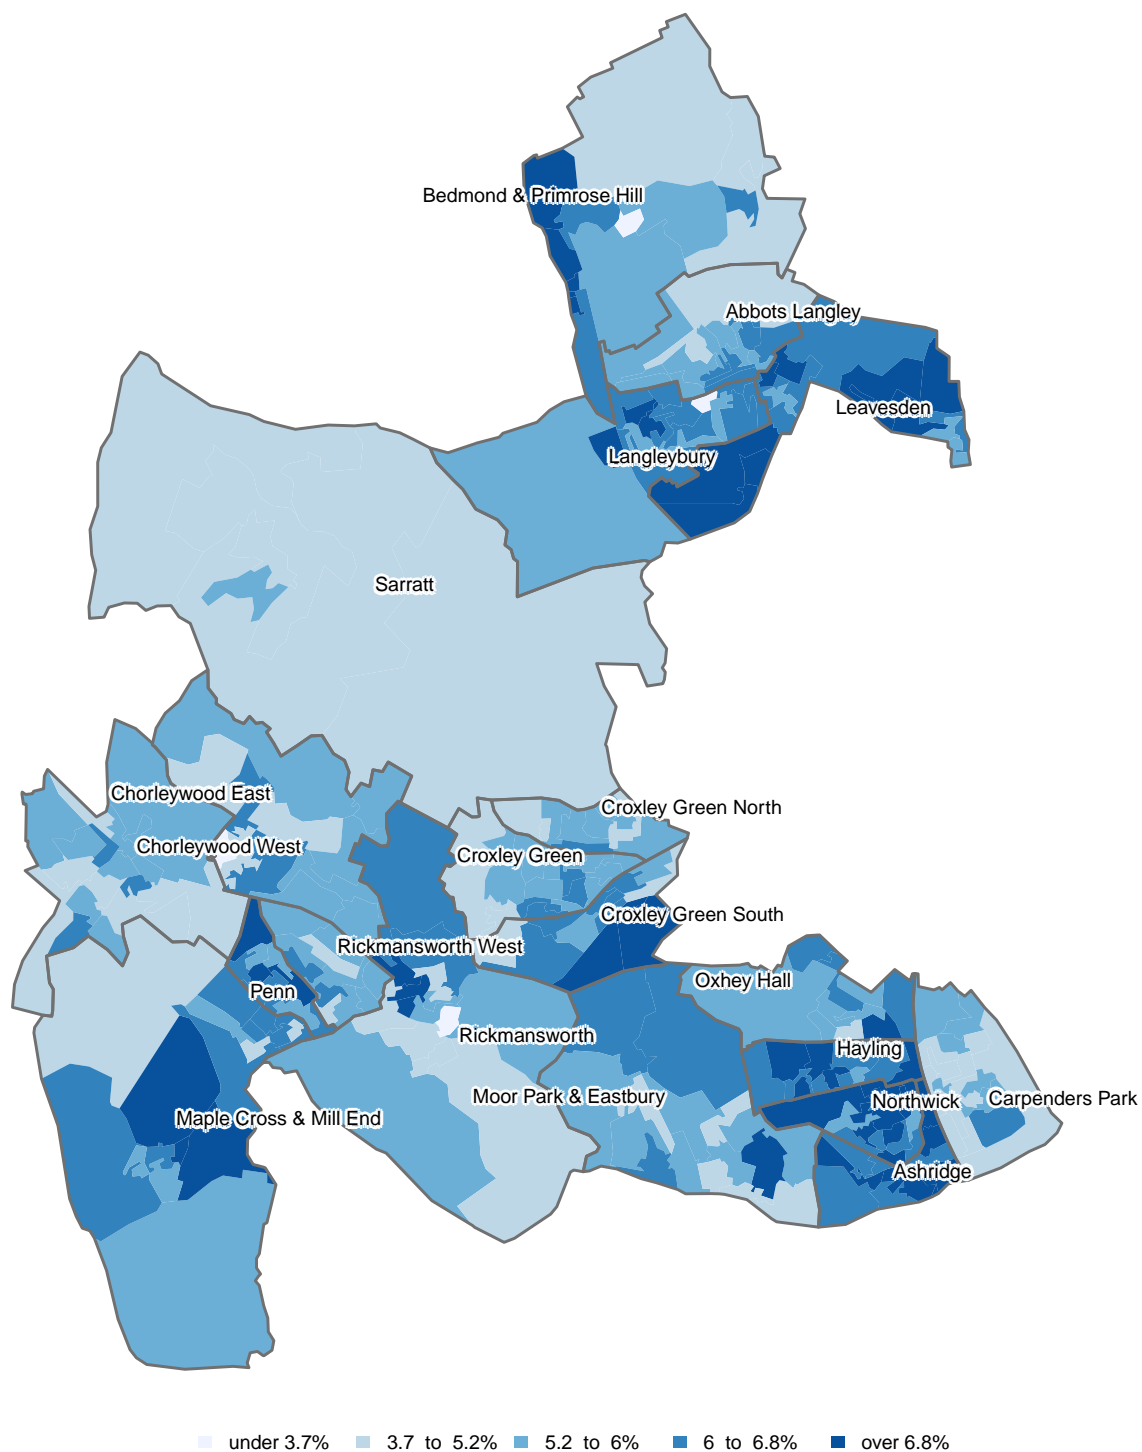 Bedmond & Primrose Hill
Abbots Langley
Leavesden
Langleybury
Sarratt
Chorleywood East
Croxley Green North
Chorleywood West
Croxley Green
Croxley Green South
Rickmansworth West
Oxhey Hall
Penn
Rickmansworth
Hayling
Moor Park & Eastbury
Northwick
Carpenders Park
Maple Cross & Mill End
Ashridge
under 3.7%
3.7 to 5.2%
5.2 to 6%
6 to 6.8%
over 6.8%